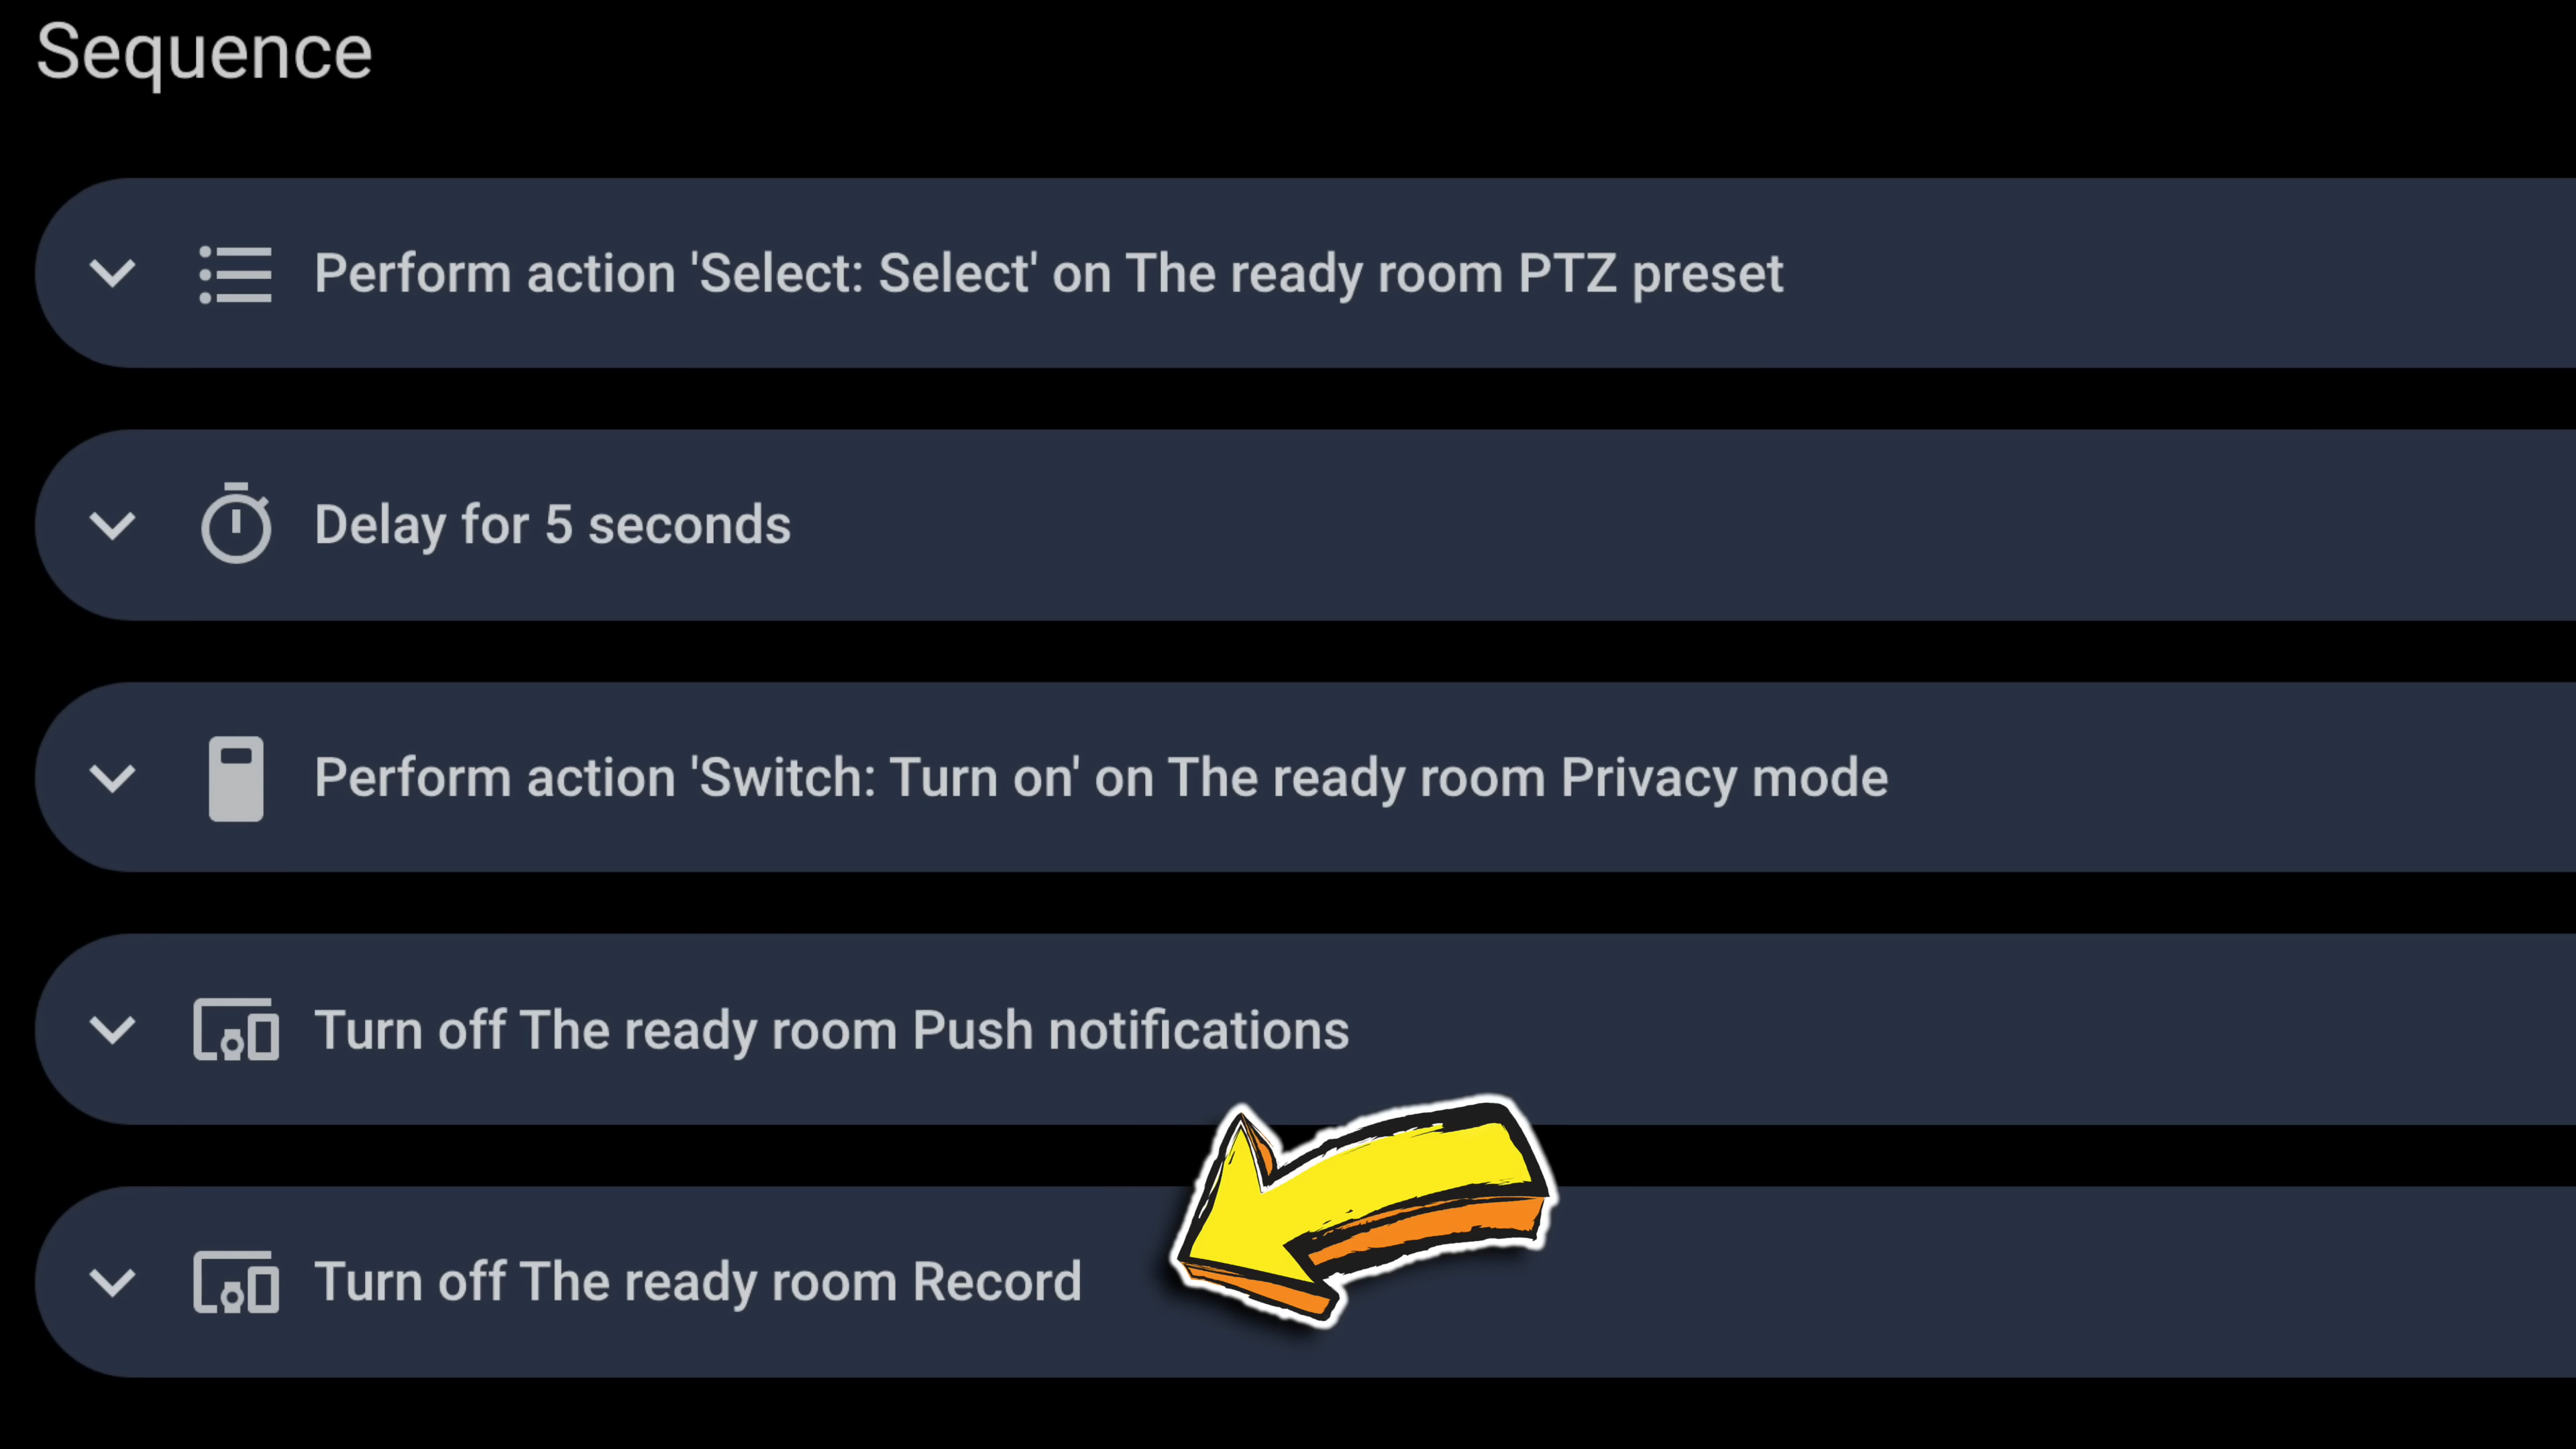 Sequence
Perform action 'Select: Select' on The ready room PTZ preset
Delay for 5 seconds
Perform action 'Switch: Turn on' on The ready room Privacy mode
Turn off The ready room Push notifications
Turn off The ready room Record